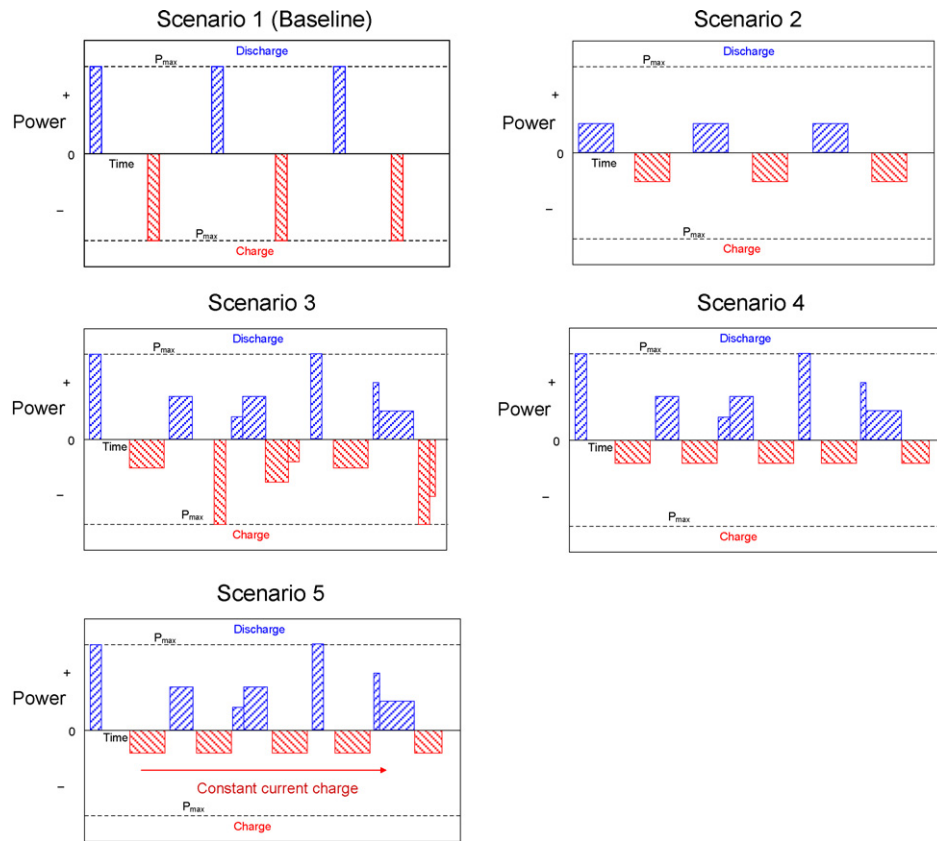 Scenario 1 (Baseline)
Discharge
Pmax
+
Power
0
Time
−
Pmax
Charge
Scenario 2
Discharge
Pmax
+
Power
0
Time
−
Pmax
Charge
Scenario 3
Discharge
Pmax
+
Power
0
Time
−
Pmax
Charge
Scenario 4
Discharge
Pmax
+
Power
0
Time
−
Pmax
Charge
Scenario 5
Discharge
Pmax
+
Power
0
Time
Constant current charge
−
Pmax
Charge